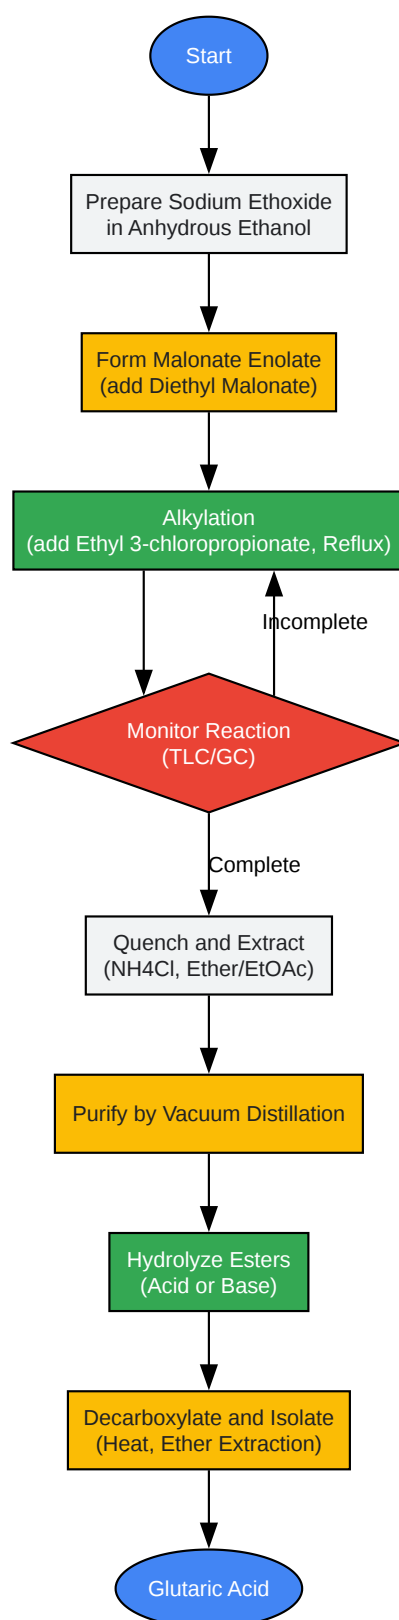 Start
Prepare Sodium Ethoxide
in Anhydrous Ethanol
Form Malonate Enolate
(add Diethyl Malonate)
Alkylation
(add Ethyl 3-chloropropionate, Reflux)
Incomplete
Monitor Reaction
(TLC/GC)
Complete
Quench and Extract
(NH4Cl, Ether/EtOAc)
Purify by Vacuum Distillation
Hydrolyze Esters
(Acid or Base)
Decarboxylate and Isolate
(Heat, Ether Extraction)
Glutaric Acid